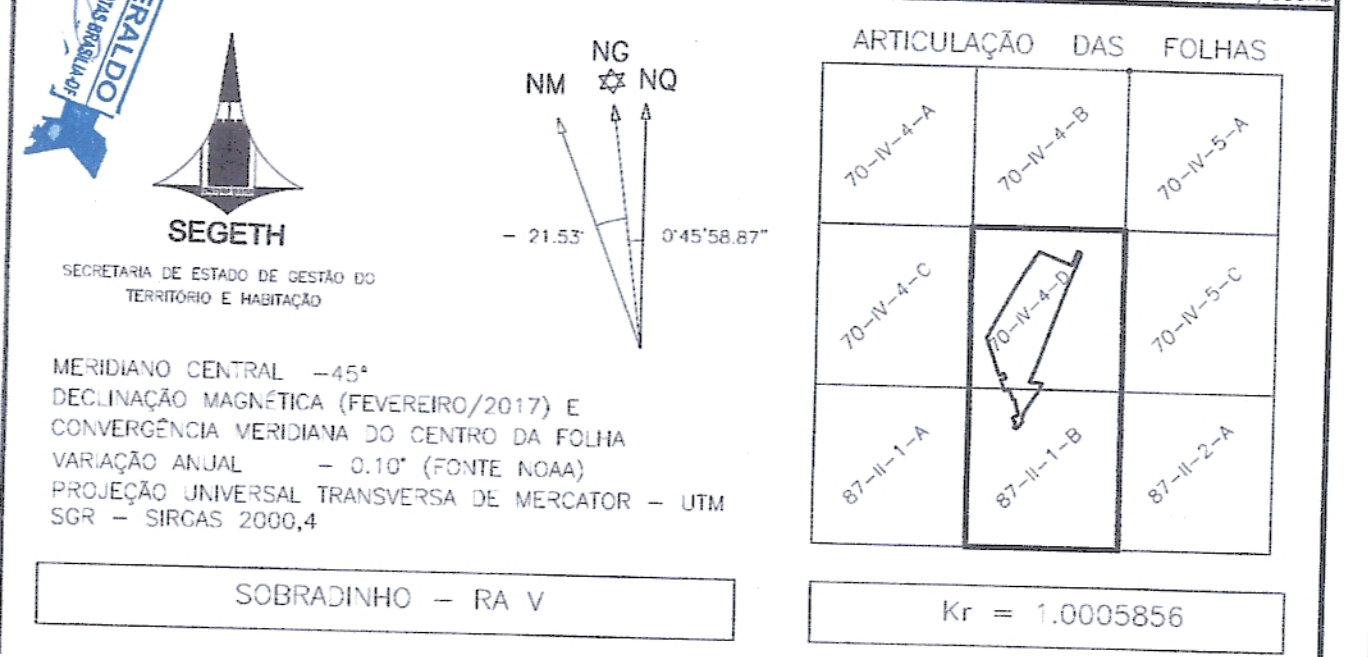 ERALDO
TAS BRASÍLIA-DF
SEGETH
SECRETARIA DE ESTADO DE GESTÃO DO
TERRITÓRIO E HABITAÇÃO
NG
NM NQ
- 21.53° 0°45'58.87"
MERIDIANO CENTRAL -45°
DECLINAÇÃO MAGNÉTICA (FEVEREIRO/2017) E
CONVERGÊNCIA MERIDIANA DO CENTRO DA FOLHA
VARIAÇÃO ANUAL - 0.10° (FONTE NOAA)
PROJEÇÃO UNIVERSAL TRANSVERSA DE MERCATOR - UTM
SGR - SIRGAS 2000,4
SOBRADINHO - RA V
ARTICULAÇÃO DAS FOLHAS
70-IV-4-A
70-IV-4-B
70-IV-5-A
70-IV-4-C
70-IV-4-D
70-IV-5-C
87-II-1-A
87-II-1-B
87-II-2-A
Kr = 1.0005856